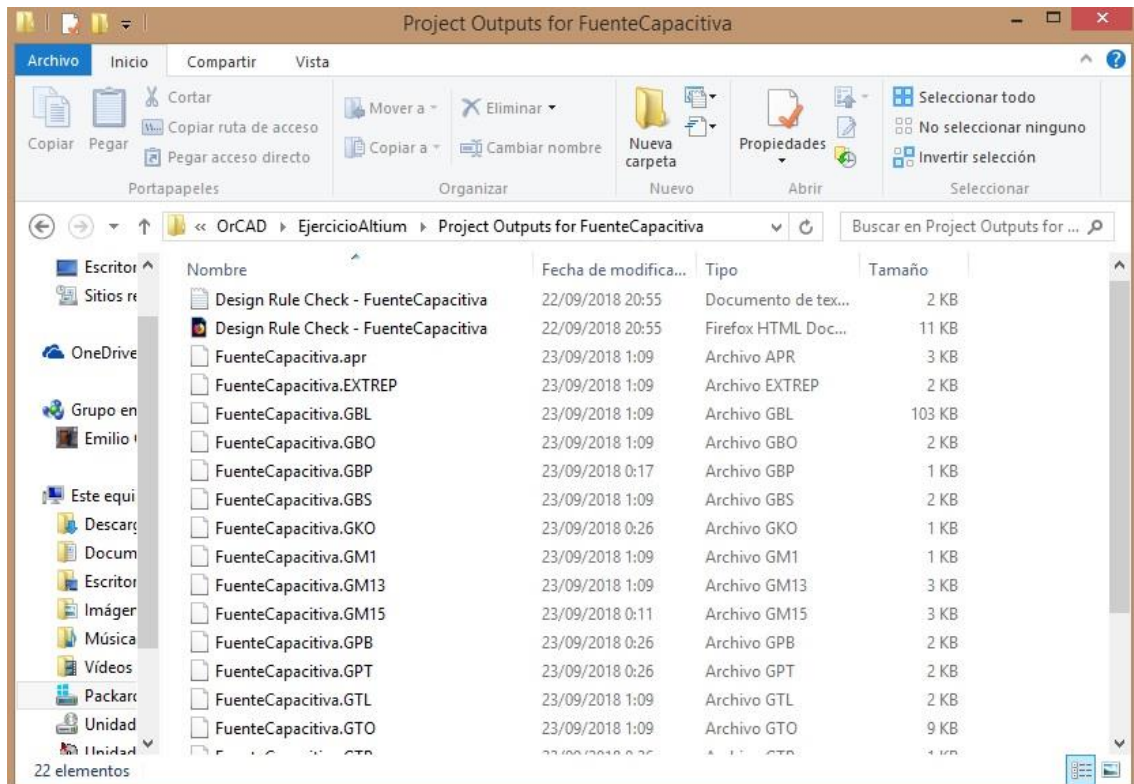 Project Outputs for FuenteCapacitiva
Archivo Inicio Compartir Vista
Copiar
Pegar
Cortar
Copiar ruta de acceso
Pegar acceso directo
Portapapeles
Mover a
Copiar a
Eliminar
Cambiar nombre
Organizar
Nueva
carpeta
Nuevo
Propiedades
Abrir
Seleccionar todo
No seleccionar ninguno
Invertir selección
Seleccionar
« OrCAD EjercicioAltium Project Outputs for FuenteCapacitiva
Buscar en Project Outputs for ...
Escritor
Sitios re
OneDrive
Grupo en
Emilio
Este equi
Descarg
Docum
Escritor
Imáger
Música
Vídeos
Packard
Unidad
Unidad
Nombre Fecha de modifica... Tipo Tamaño
Design Rule Check - FuenteCapacitiva 22/09/2018 20:55 Documento de tex... 2 KB
Design Rule Check - FuenteCapacitiva 22/09/2018 20:55 Firefox HTML Doc... 11 KB
FuenteCapacitiva.apr 23/09/2018 1:09 Archivo APR 3 KB
FuenteCapacitiva.EXTREP 23/09/2018 1:09 Archivo EXTREP 2 KB
FuenteCapacitiva.GBL 23/09/2018 1:09 Archivo GBL 103 KB
FuenteCapacitiva.GBO 23/09/2018 1:09 Archivo GBO 2 KB
FuenteCapacitiva.GBP 23/09/2018 0:17 Archivo GBP 1 KB
FuenteCapacitiva.GBS 23/09/2018 1:09 Archivo GBS 2 KB
FuenteCapacitiva.GKO 23/09/2018 0:26 Archivo GKO 1 KB
FuenteCapacitiva.GM1 23/09/2018 1:09 Archivo GM1 1 KB
FuenteCapacitiva.GM13 23/09/2018 1:09 Archivo GM13 3 KB
FuenteCapacitiva.GM15 23/09/2018 0:11 Archivo GM15 3 KB
FuenteCapacitiva.GPB 23/09/2018 0:26 Archivo GPB 2 KB
FuenteCapacitiva.GPT 23/09/2018 0:26 Archivo GPT 2 KB
FuenteCapacitiva.GTL 23/09/2018 1:09 Archivo GTL 2 KB
FuenteCapacitiva.GTO 23/09/2018 1:09 Archivo GTO 9 KB
22 elementos